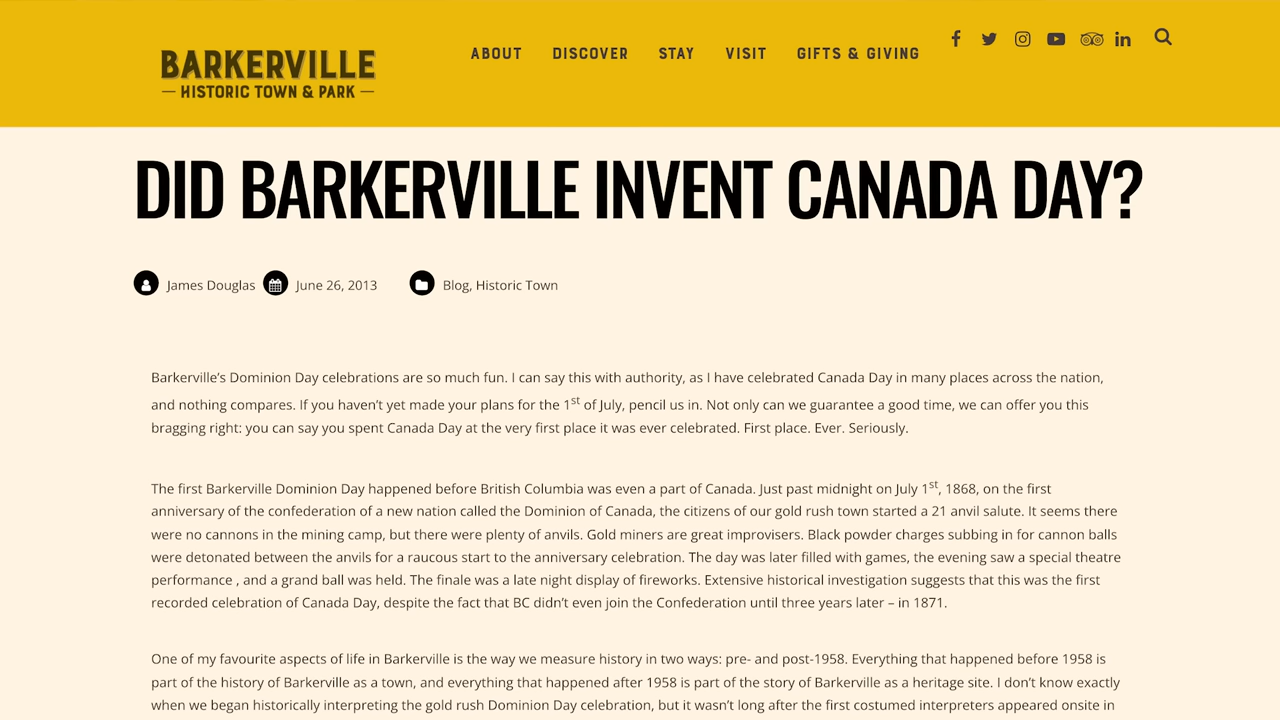 BARKERVILLE
HISTORIC TOWN & PARK
ABOUT DISCOVER STAY VISIT GIFTS & GIVING
DID BARKERVILLE INVENT CANADA DAY?
James Douglas June 26, 2013 Blog, Historic Town
Barkerville’s Dominion Day celebrations are so much fun. I can say this with authority, as I have celebrated Canada Day in many places across the nation,
and nothing compares. If you haven’t yet made your plans for the 1st of July, pencil us in. Not only can we guarantee a good time, we can offer you this
bragging right: you can say you spent Canada Day at the very first place it was ever celebrated. First place. Ever. Seriously.
The first Barkerville Dominion Day happened before British Columbia was even a part of Canada. Just past midnight on July 1st, 1868, on the first
anniversary of the confederation of a new nation called the Dominion of Canada, the citizens of our gold rush town started a 21 anvil salute. It seems there
were no cannons in the mining camp, but there were plenty of anvils. Gold miners are great improvisers. Black powder charges subbing in for cannon balls
were detonated between the anvils for a raucous start to the anniversary celebration. The day was later filled with games, the evening saw a special theatre
performance , and a grand ball was held. The finale was a late night display of fireworks. Extensive historical investigation suggests that this was the first
recorded celebration of Canada Day, despite the fact that BC didn’t even join the Confederation until three years later – in 1871.
One of my favourite aspects of life in Barkerville is the way we measure history in two ways: pre- and post-1958. Everything that happened before 1958 is
part of the history of Barkerville as a town, and everything that happened after 1958 is part of the story of Barkerville as a heritage site. I don’t know exactly
when we began historically interpreting the gold rush Dominion Day celebration, but it wasn’t long after the first costumed interpreters appeared onsite in